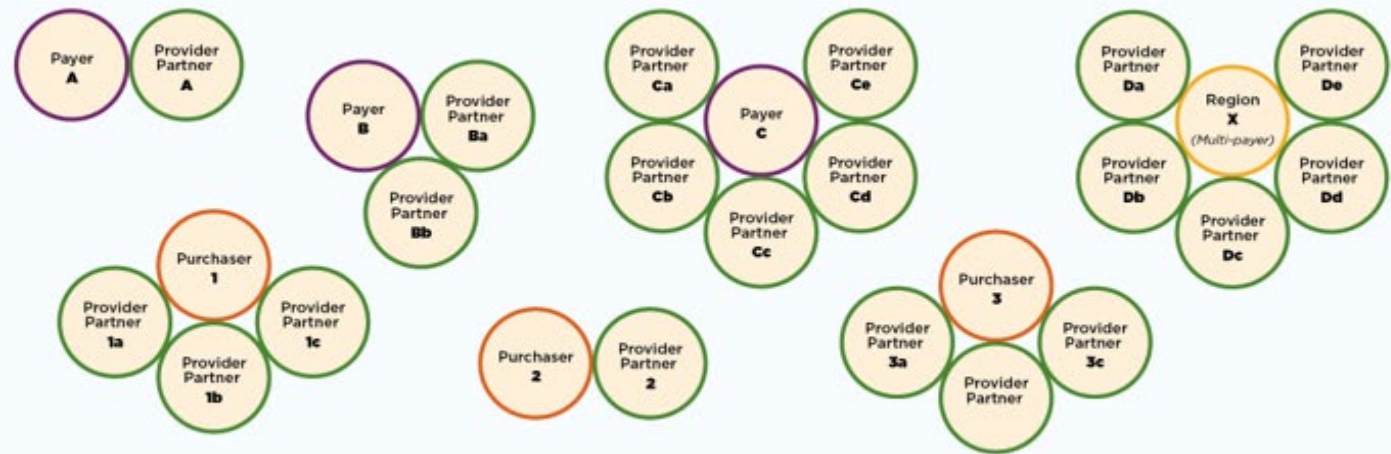 Payer
A
Provider
Partner
A
Payer
B
Provider
Partner
Ba
Provider
Partner
Bb
Provider
Partner
Ca
Provider
Partner
Cb
Payer
C
Provider
Partner
Cc
Provider
Partner
Cd
Provider
Partner
Ce
Provider
Partner
Da
Provider
Partner
Db
Region
X
(Multi-payer)
Provider
Partner
Dc
Provider
Partner
Dd
Provider
Partner
De
Purchaser
1
Provider
Partner
1a
Provider
Partner
1b
Provider
Partner
1c
Purchaser
2
Provider
Partner
2
Purchaser
3
Provider
Partner
3a
Provider
Partner
Provider
Partner
3c